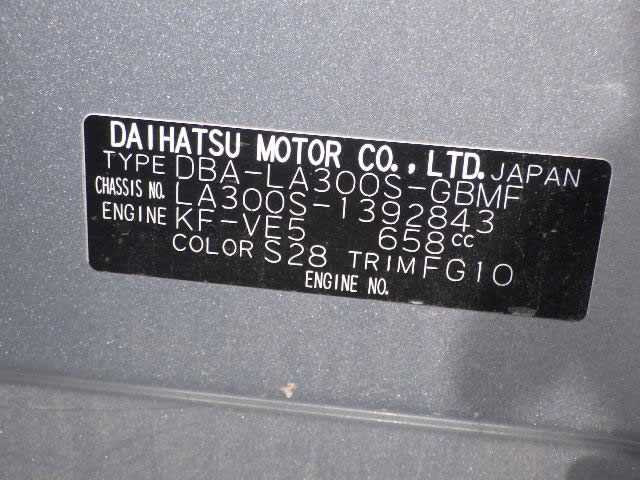 DAIHATSU MOTOR CO., LTD. JAPAN
TYPE DBA-LA300S-GBMF
CHASSIS NO. LA300S-1392843
ENGINE KF-VE5 658cc
COLOR S28 TRIM FG10
ENGINE NO.